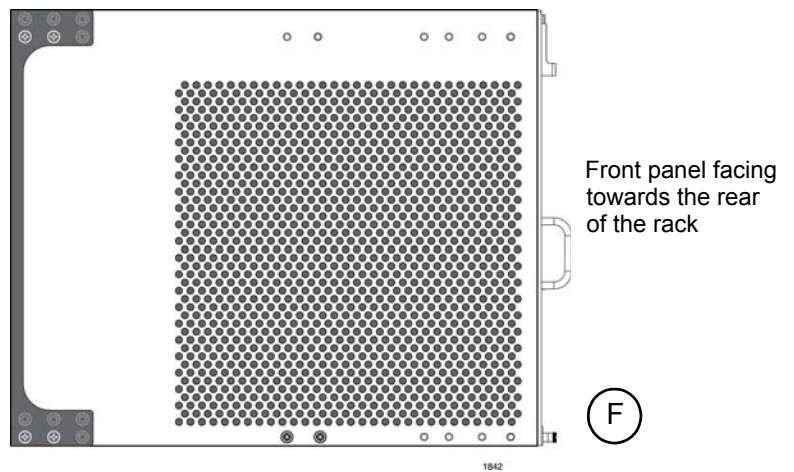 Front panel facing
towards the rear
of the rack
F
1842